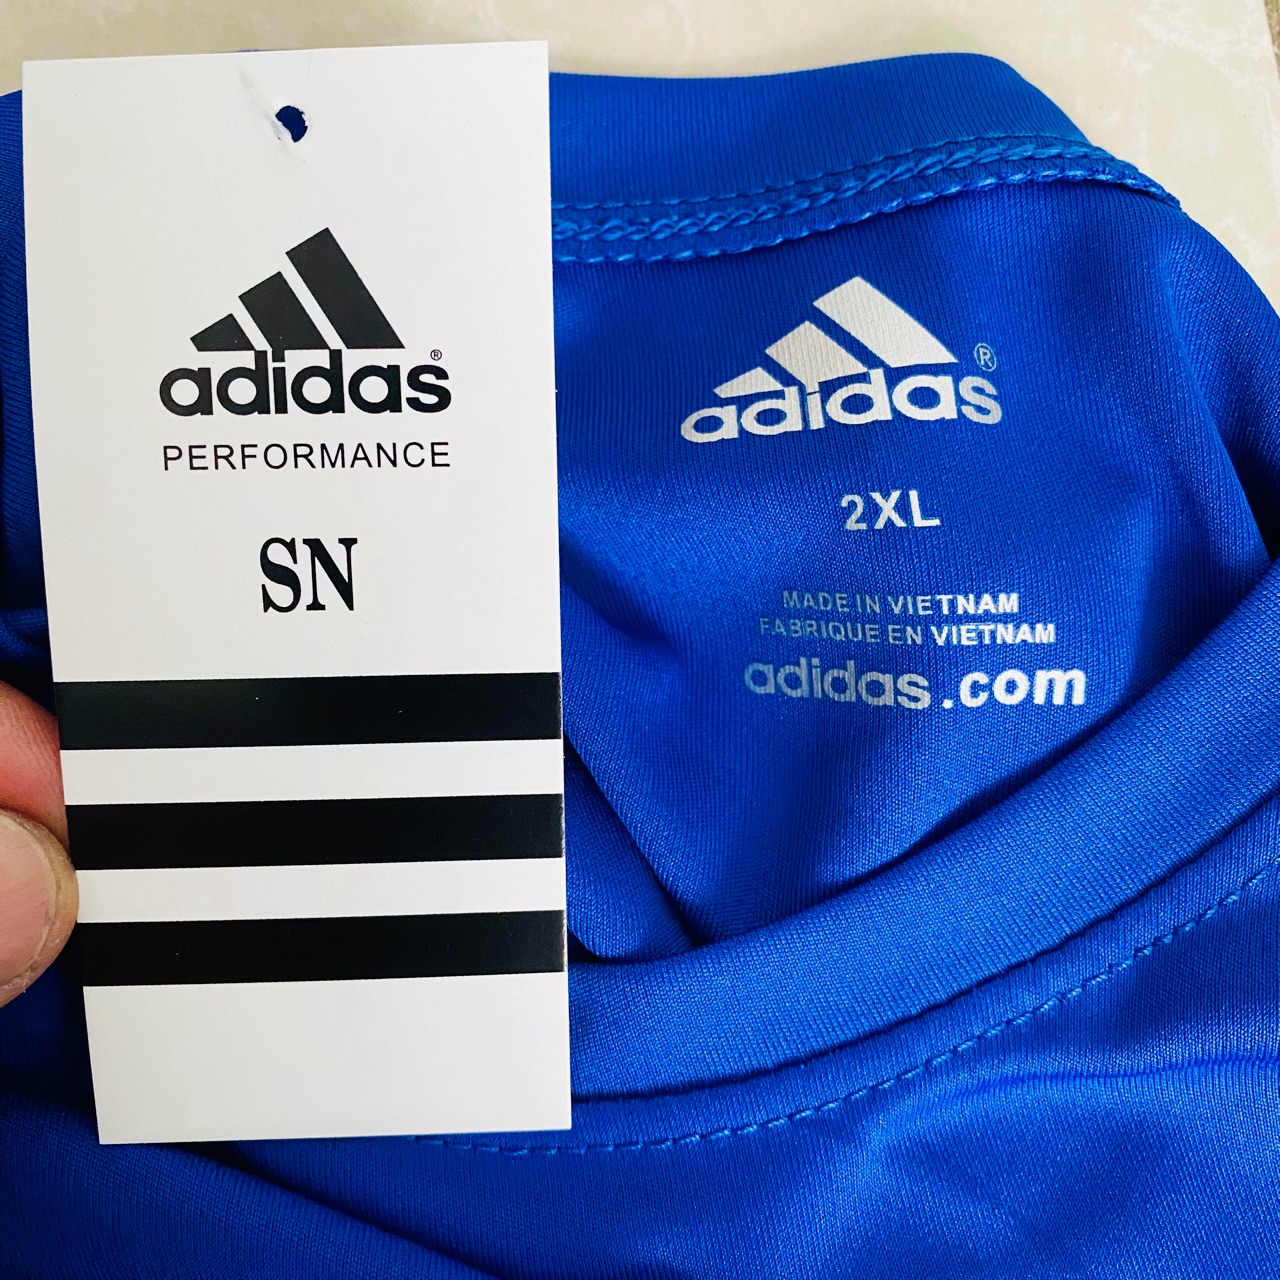 adidas®
PERFORMANCE
SN
adidas®
2XL
MADE IN VIETNAM
FABRIQUE EN VIETNAM
adidas.com